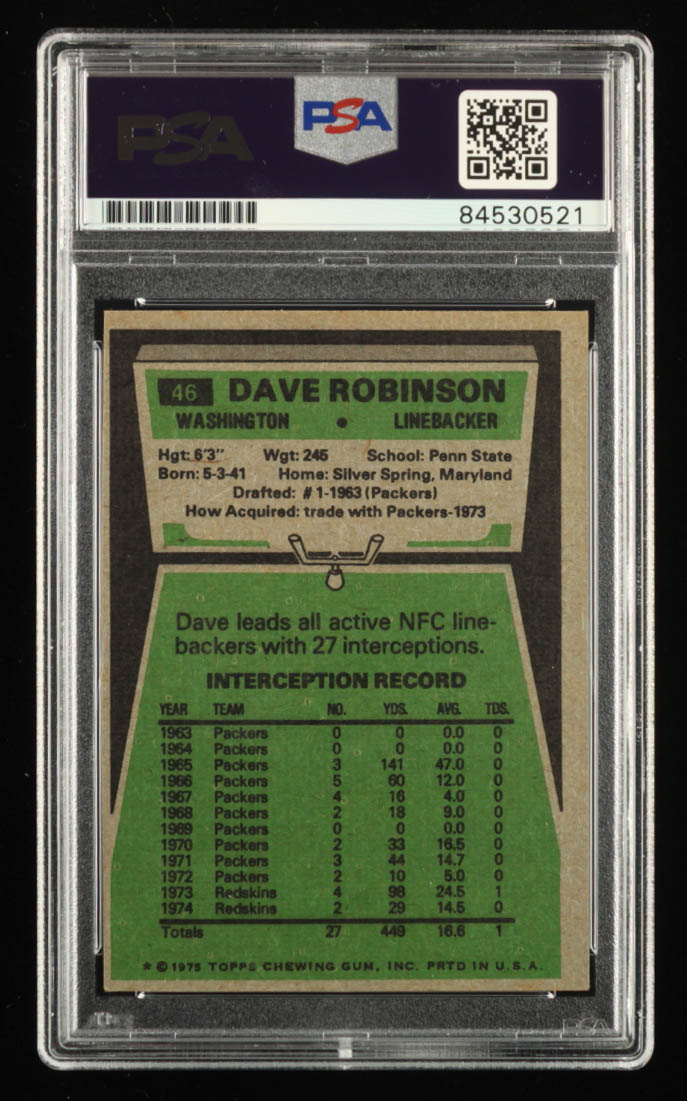 PSA
PSA
84530521
46 DAVE ROBINSON
WASHINGTON • LINEBACKER
Hgt: 6'3" Wgt: 245 School: Penn State
Born: 5-3-41 Home: Silver Spring, Maryland
Drafted: #1-1963 (Packers)
How Acquired: trade with Packers-1973
Dave leads all active NFC line-
backers with 27 interceptions.
INTERCEPTION RECORD
YEAR TEAM NO. YDS. AVG. TDS.
1963 Packers 0 0 0.0 0
1964 Packers 0 0 0.0 0
1965 Packers 3 141 47.0 0
1966 Packers 5 60 12.0 0
1967 Packers 4 16 4.0 0
1968 Packers 2 18 9.0 0
1969 Packers 0 0 0.0 0
1970 Packers 2 33 16.5 0
1971 Packers 3 44 14.7 0
1972 Packers 2 10 5.0 0
1973 Redskins 4 98 24.5 1
1974 Redskins 2 29 14.5 0
Totals 27 449 16.6 1
* © 1975 TOPPS CHEWING GUM, INC. PRTD IN U.S.A.
PSA